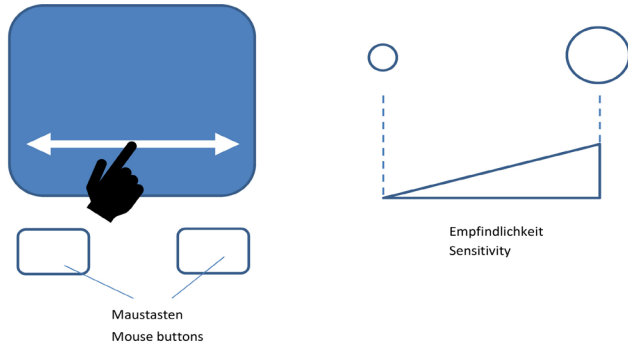 Empfindlichkeit
Sensitivity
Maustasten
Mouse buttons